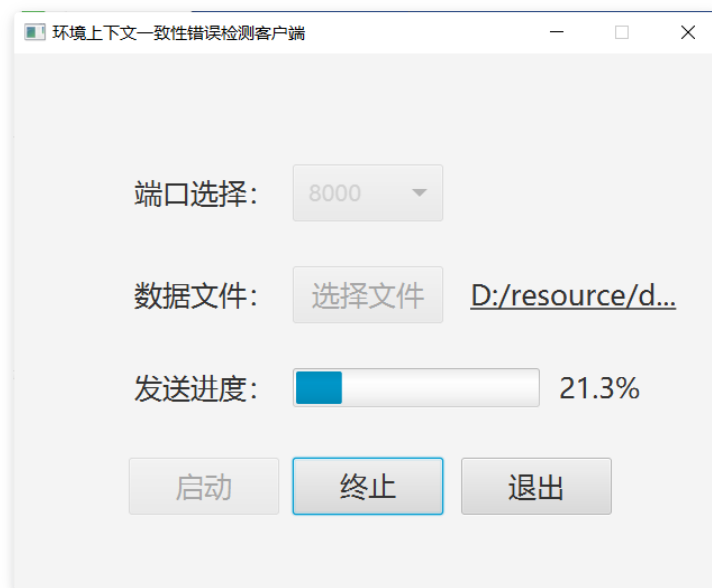 环境上下文一致性错误检测客户端
端口选择： 8000
数据文件： 选择文件 D:/resource/d...
发送进度： 21.3%
启动 终止 退出